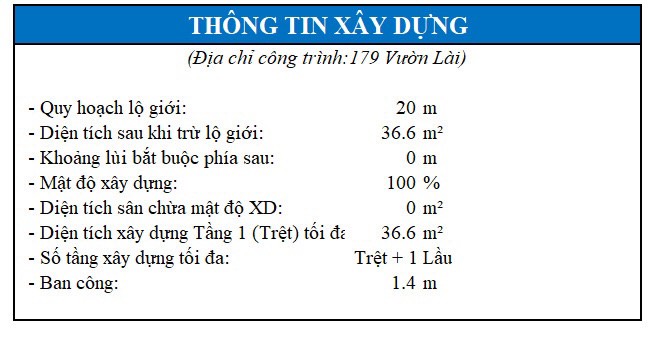 THÔNG TIN XÂY DỰNG
(Địa chỉ công trình:179 Vườn Lài)
- Quy hoạch lộ giới: 20 m
- Diện tích sau khi trừ lộ giới: 36.6 m²
- Khoảng lùi bắt buộc phía sau: 0 m
- Mật độ xây dựng: 100 %
- Diện tích sân chừa mật độ XD: 0 m²
- Diện tích xây dựng Tầng 1 (Trệt) tối đa 36.6 m²
- Số tầng xây dựng tối đa: Trệt + 1 Lầu
- Ban công: 1.4 m